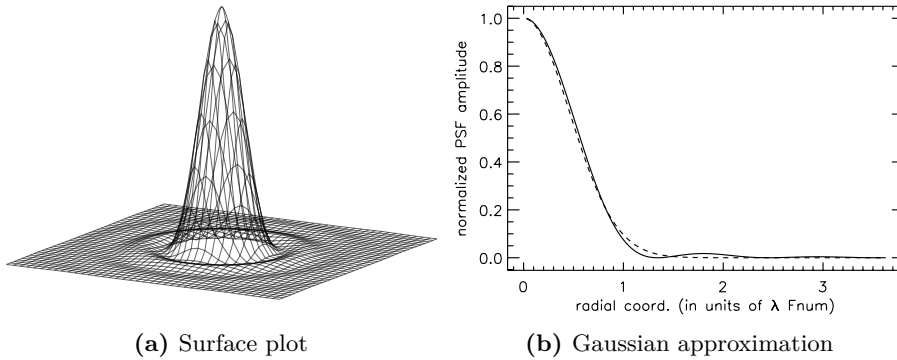 normalized PSF amplitude
1.0
0.8
0.6
0.4
0.2
0.0
0 1 2 3
radial coord. (in units of λ Fnum)
(a) Surface plot
(b) Gaussian approximation